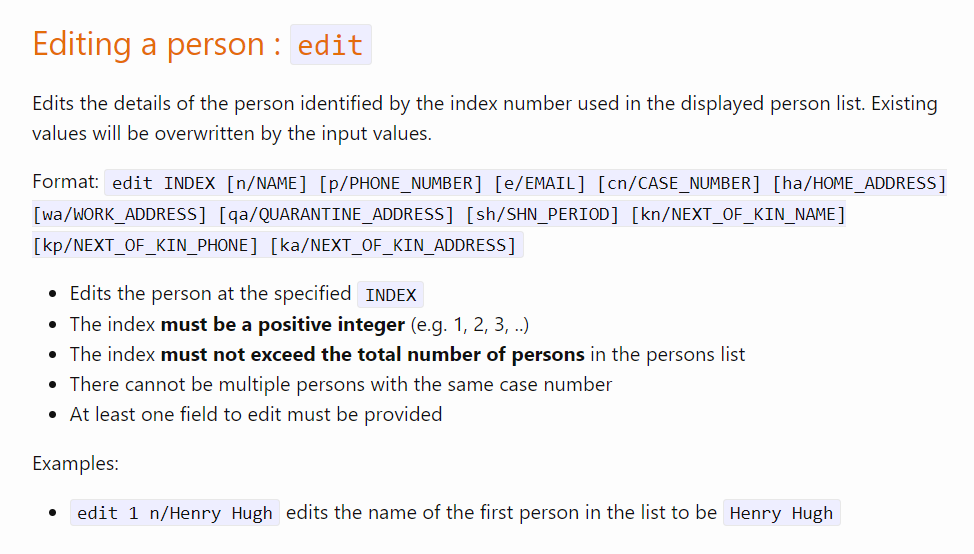 Editing a person : edit
Edits the details of the person identified by the index number used in the displayed person list. Existing
values will be overwritten by the input values.
Format: edit INDEX [n/NAME] [p/PHONE_NUMBER] [e/EMAIL] [cn/CASE_NUMBER] [ha/HOME_ADDRESS]
[wa/WORK_ADDRESS] [qa/QUARANTINE_ADDRESS] [sh/SHN_PERIOD] [kn/NEXT_OF_KIN_NAME]
[kp/NEXT_OF_KIN_PHONE] [ka/NEXT_OF_KIN_ADDRESS]
• Edits the person at the specified INDEX
• The index must be a positive integer (e.g. 1, 2, 3, ..)
• The index must not exceed the total number of persons in the persons list
• There cannot be multiple persons with the same case number
• At least one field to edit must be provided
Examples:
• edit 1 n/Henry Hugh edits the name of the first person in the list to be Henry Hugh